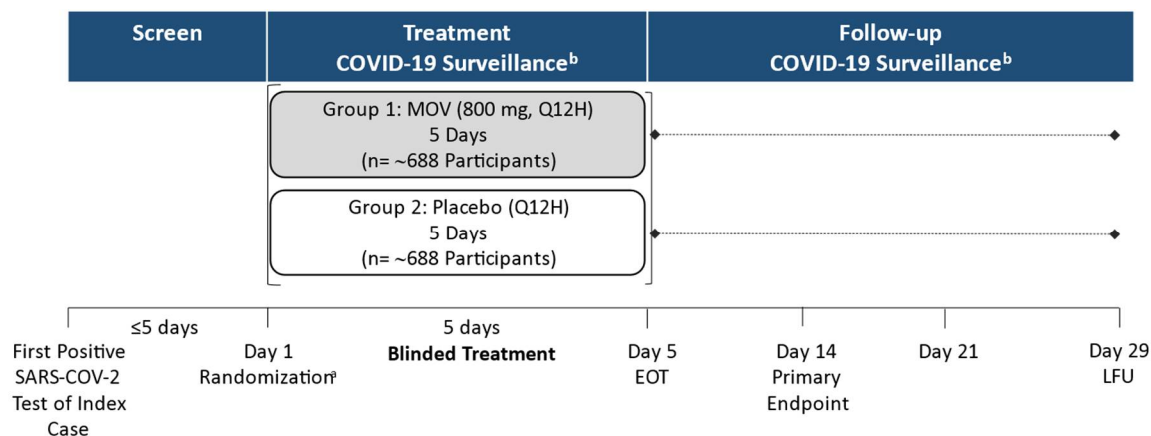 Screen
Treatment
COVID-19 Surveillanceᵇ
Follow-up
COVID-19 Surveillanceᵇ
Group 1: MOV (800 mg, Q12H)
5 Days
(n= ~688 Participants)
Group 2: Placebo (Q12H)
5 Days
(n= ~688 Participants)
≤5 days
5 days
Blinded Treatment
First Positive
SARS-COV-2
Test of Index
Case
Day 1
Randomizationᵃ
Day 5
EOT
Day 14
Primary
Endpoint
Day 21
Day 29
LFU